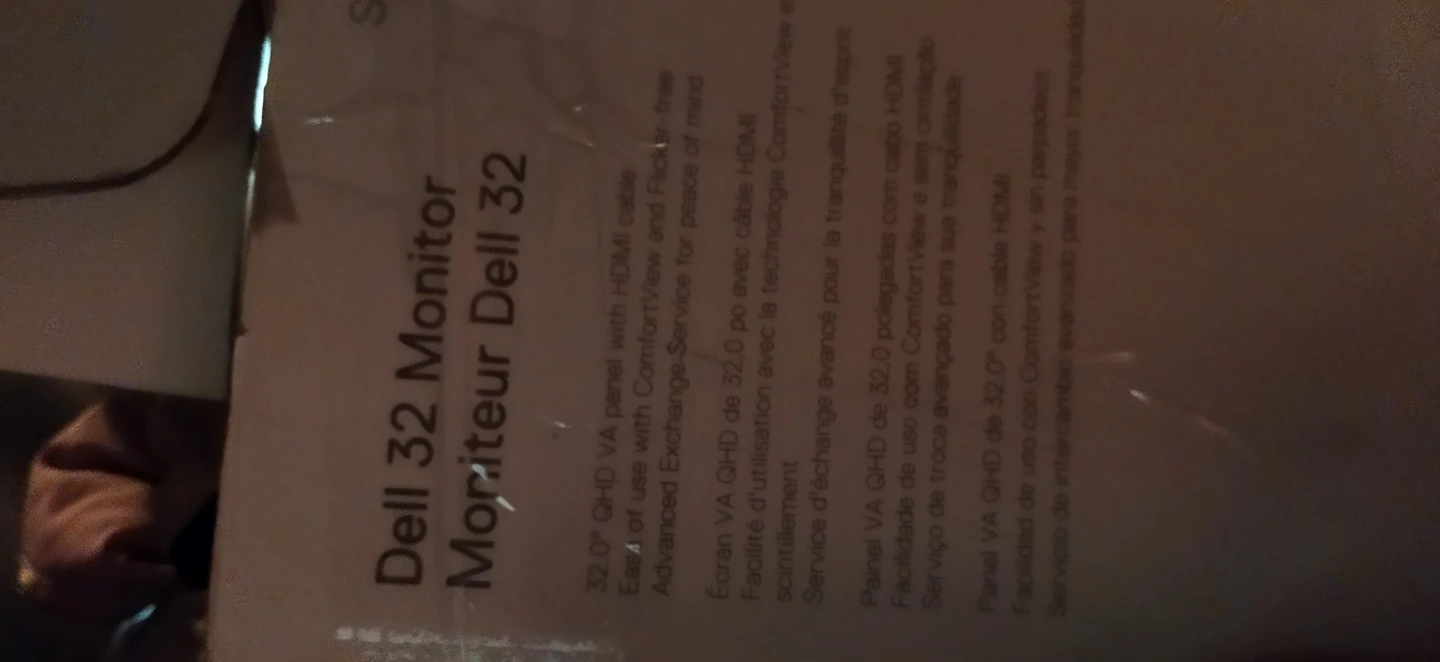 S
Dell 32 Monitor
Moniteur Dell 32
32.0" QHD VA panel with HDMI cable
Ease of use with ComfortView and Flicker-free
Advanced Exchange Service for peace of mind
Écran VA QHD de 32.0 po avec câble HDMI
Facilité d'utilisation avec la technologie ComfortView e
scintillement
Service d'échange avancé pour la tranquilité d'esprit
Painel VA QHD de 32.0 polegadas com cabo HDMI
Facilidade de uso com ComfortView e sem cintilação
Serviço de troca avançado para sua tranquilidade
Panel VA QHD de 32.0" con cable HDMI
Facilidad de uso con ComfortView y sin parpadeos
Servicio de intercambio avanzado para mayor tranquilidad